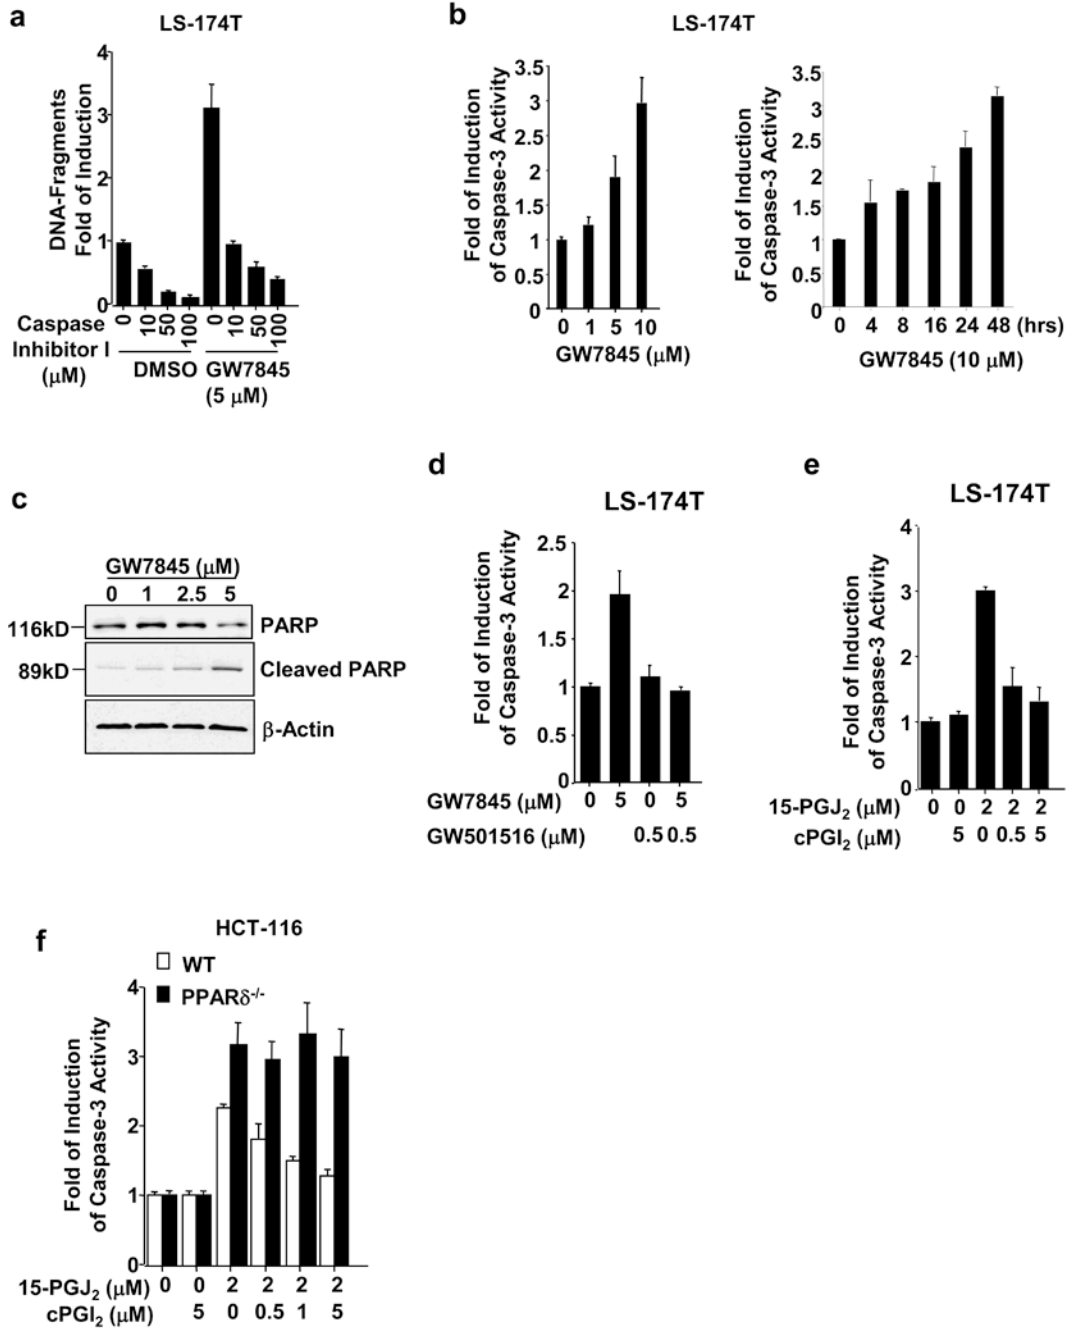 a
LS-174T
DNA-Fragments
Fold of Induction
4
3
2
1
0
0 10 50 100 0 10 50 100
Caspase
Inhibitor I
(μM)
DMSO GW7845
(5 μM)
b
LS-174T
Fold of Induction
of Caspase-3 Activity
3.5
3
2.5
2
1.5
1
0.5
0
0 1 5 10
GW7845 (μM)
Fold of Induction
of Caspase-3 Activity
3.5
3
2.5
2
1.5
1
0.5
0
0 4 8 16 24 48 (hrs)
GW7845 (10 μM)
c
GW7845 (μM)
0 1 2.5 5
116kD PARP
89kD Cleaved PARP
β-Actin
d
LS-174T
Fold of Induction
of Caspase-3 Activity
2.5
2
1.5
1
0.5
0
GW7845 (μM) 0 5 0 5
GW501516 (μM) 0.5 0.5
e
LS-174T
Fold of Induction
of Caspase-3 Activity
4
3
2
1
0
15-PGJ₂ (μM) 0 0 2 2 2
cPGI₂ (μM) 5 0 0.5 5
f
HCT-116
WT
PPARδ⁻/⁻
Fold of Induction
of Caspase-3 Activity
4
3
2
1
0
15-PGJ₂ (μM) 0 0 2 2 2 2
cPGI₂ (μM) 5 0 0.5 1 5